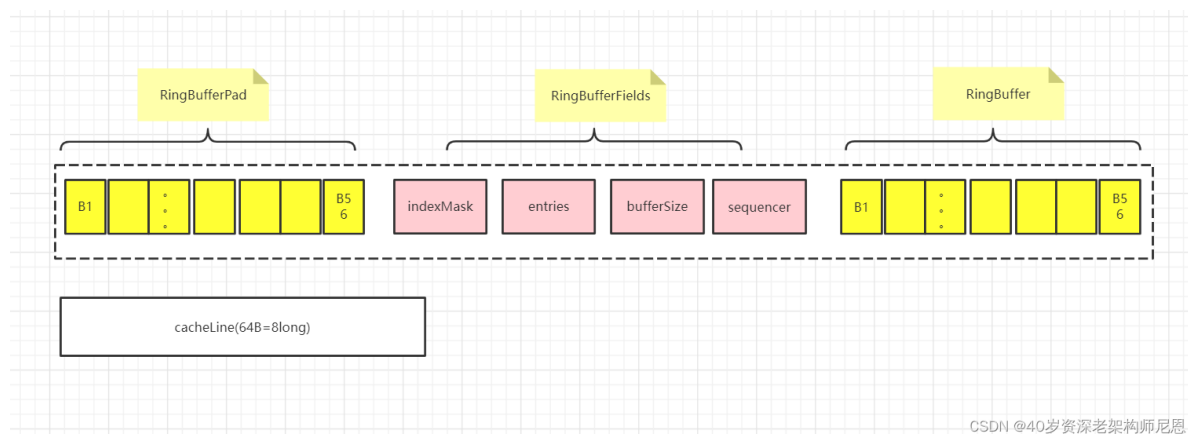 RingBufferPad
RingBufferFields
RingBuffer
B1
B5
6
indexMask
entries
bufferSize
sequencer
B1
B5
6
cacheLine(64B=8long)
CSDN @40岁资深老架构师尼恩